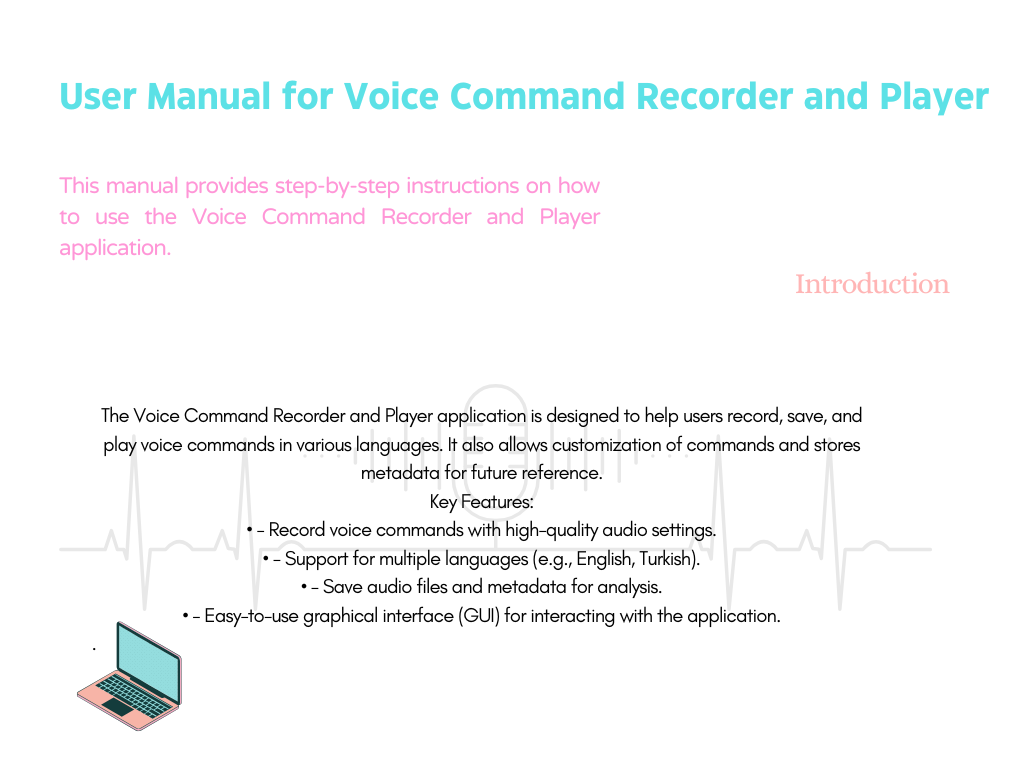 User Manual for Voice Command Recorder and Player
This manual provides step-by-step instructions on how
to use the Voice Command Recorder and Player
application.
Introduction
The Voice Command Recorder and Player application is designed to help users record, save, and
play voice commands in various languages. It also allows customization of commands and stores
metadata for future reference.
Key Features:
• - Record voice commands with high-quality audio settings.
• - Support for multiple languages (e.g., English, Turkish).
• - Save audio files and metadata for analysis.
• - Easy-to-use graphical interface (GUI) for interacting with the application.
.